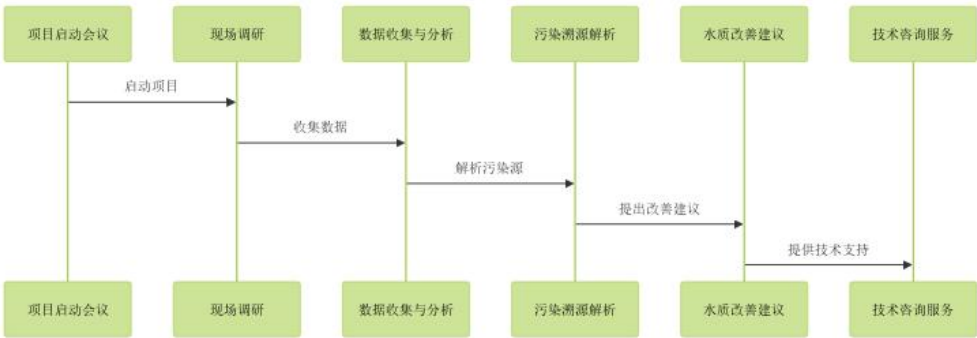 项目启动会议 现场调研 数据收集与分析 污染溯源解析 水质改善建议 技术咨询服务
启动项目
收集数据
解析污染源
提出改善建议
提供技术支持
项目启动会议 现场调研 数据收集与分析 污染溯源解析 水质改善建议 技术咨询服务